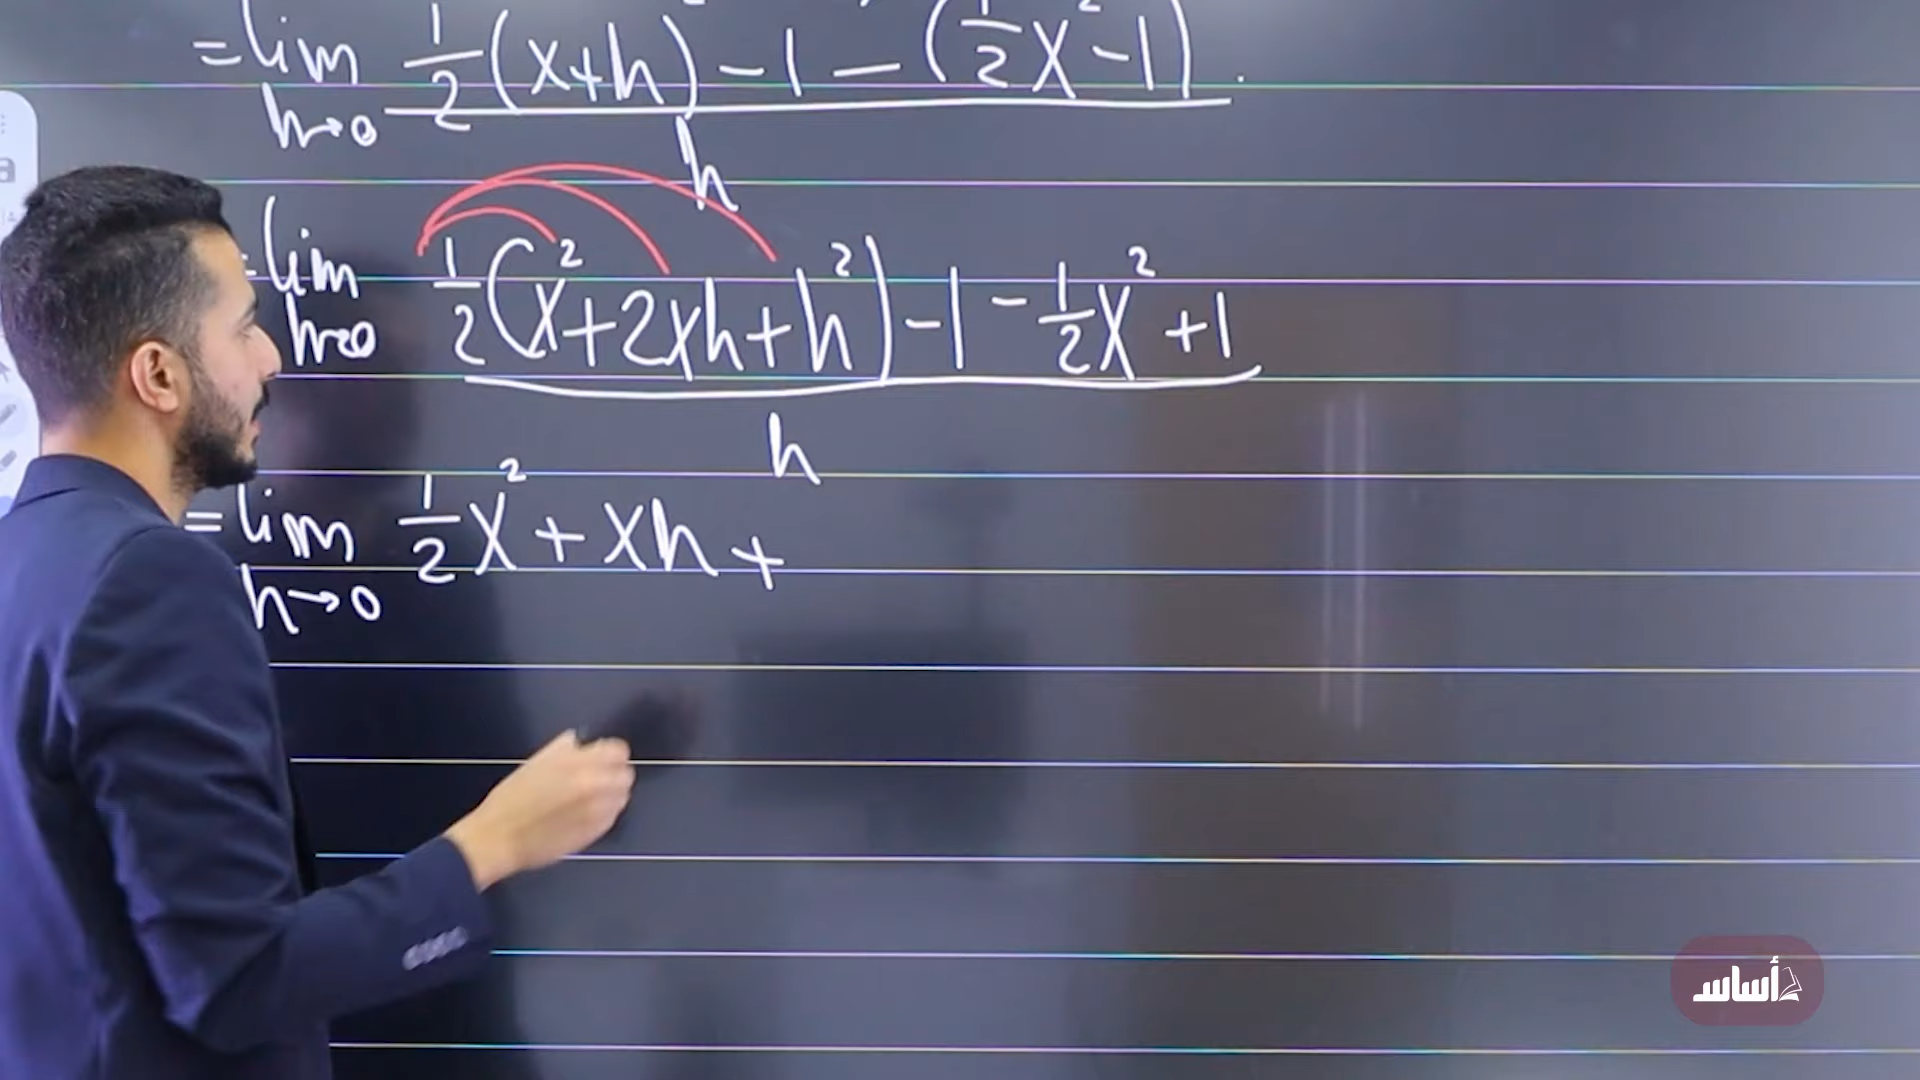 =lim 1/2(x+h)² -1 - (1/2x²-1)
h→0 h
=lim 1/2(x²+2xh+h²)-1-1/2x²+1
h→0 h
=lim 1/2x²+xh+
h→0
أساس